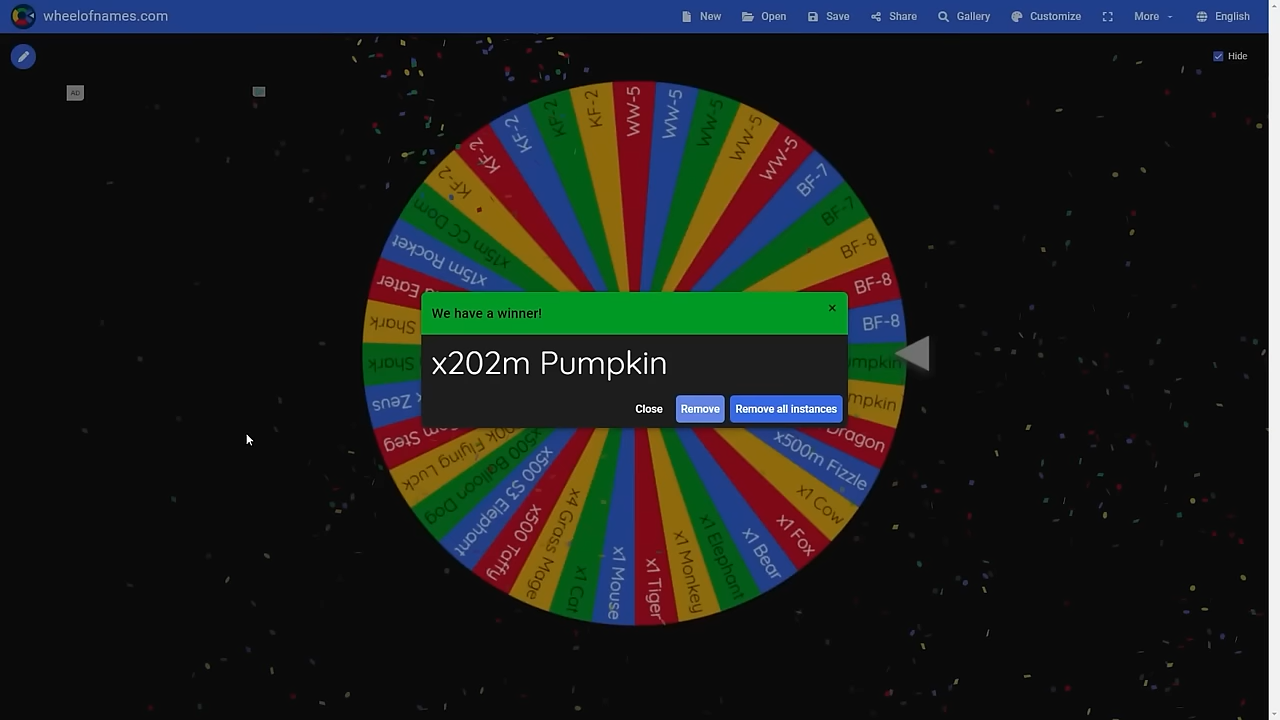 wheelofnames.com
New
Open
Save
Share
Gallery
Customize
More
English
Hide
AD
WW-5
WW-5
WW-5
WW-5
WW-5
BF-7
BF-7
BF-8
BF-8
BF-8
mpkin
mpkin
Dragon
x500m Fizzle
x1 Cow
x1 Fox
x1 Bear
x1 Elephant
x1 Monkey
x1 Tiger
x1 Mouse
x1 Cat
x4 Grass Mage
x500 Taffy
x500 S3 Elephant
x500 Balloon Dog
Flying Luck
Steg
Zeus
Shark
Shark
Eater
x15m Rocket
x15m CC Dom
KF-2
KF-2
KF-2
KF-2
KF-2
We have a winner!
×
x202m Pumpkin
Close
Remove
Remove all instances